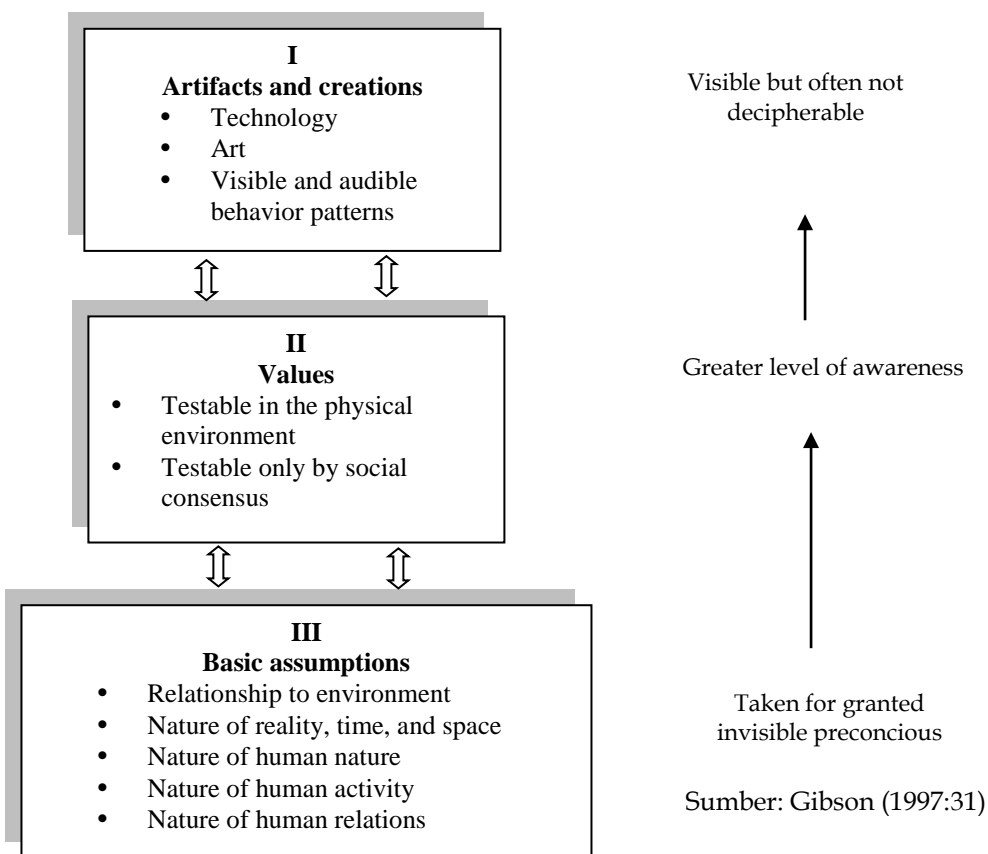 I
Artifacts and creations
• Technology
• Art
• Visible and audible
behavior patterns
Visible but often not
decipherable
II
Values
• Testable in the physical
environment
• Testable only by social
consensus
Greater level of awareness
III
Basic assumptions
• Relationship to environment
• Nature of reality, time, and space
• Nature of human nature
• Nature of human activity
• Nature of human relations
Taken for granted
invisible preconcious
Sumber: Gibson (1997:31)